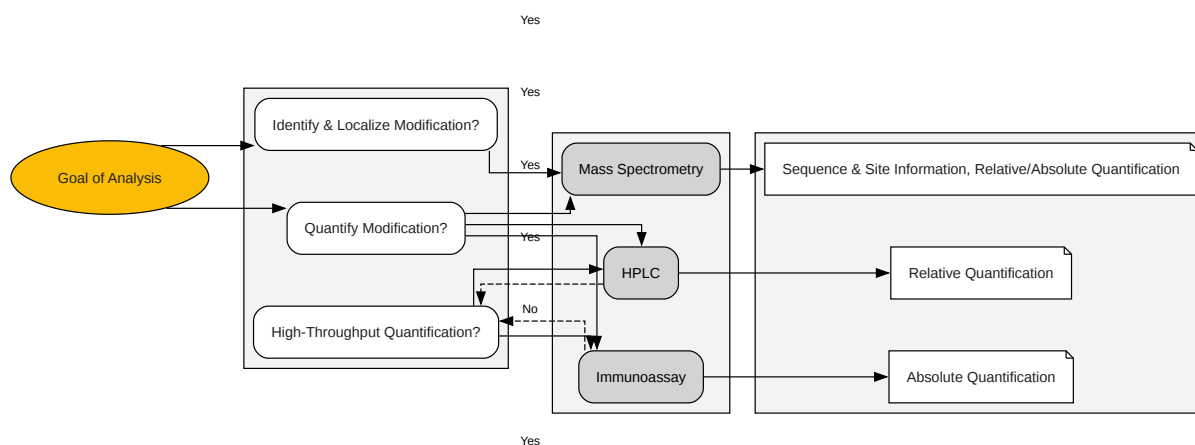 Yes
Yes
Identify & Localize Modification?
Yes
Mass Spectrometry
Sequence & Site Information, Relative/Absolute Quantification
Goal of Analysis
Quantify Modification?
Yes
HPLC
Relative Quantification
No
High-Throughput Quantification?
Immunoassay
Absolute Quantification
Yes